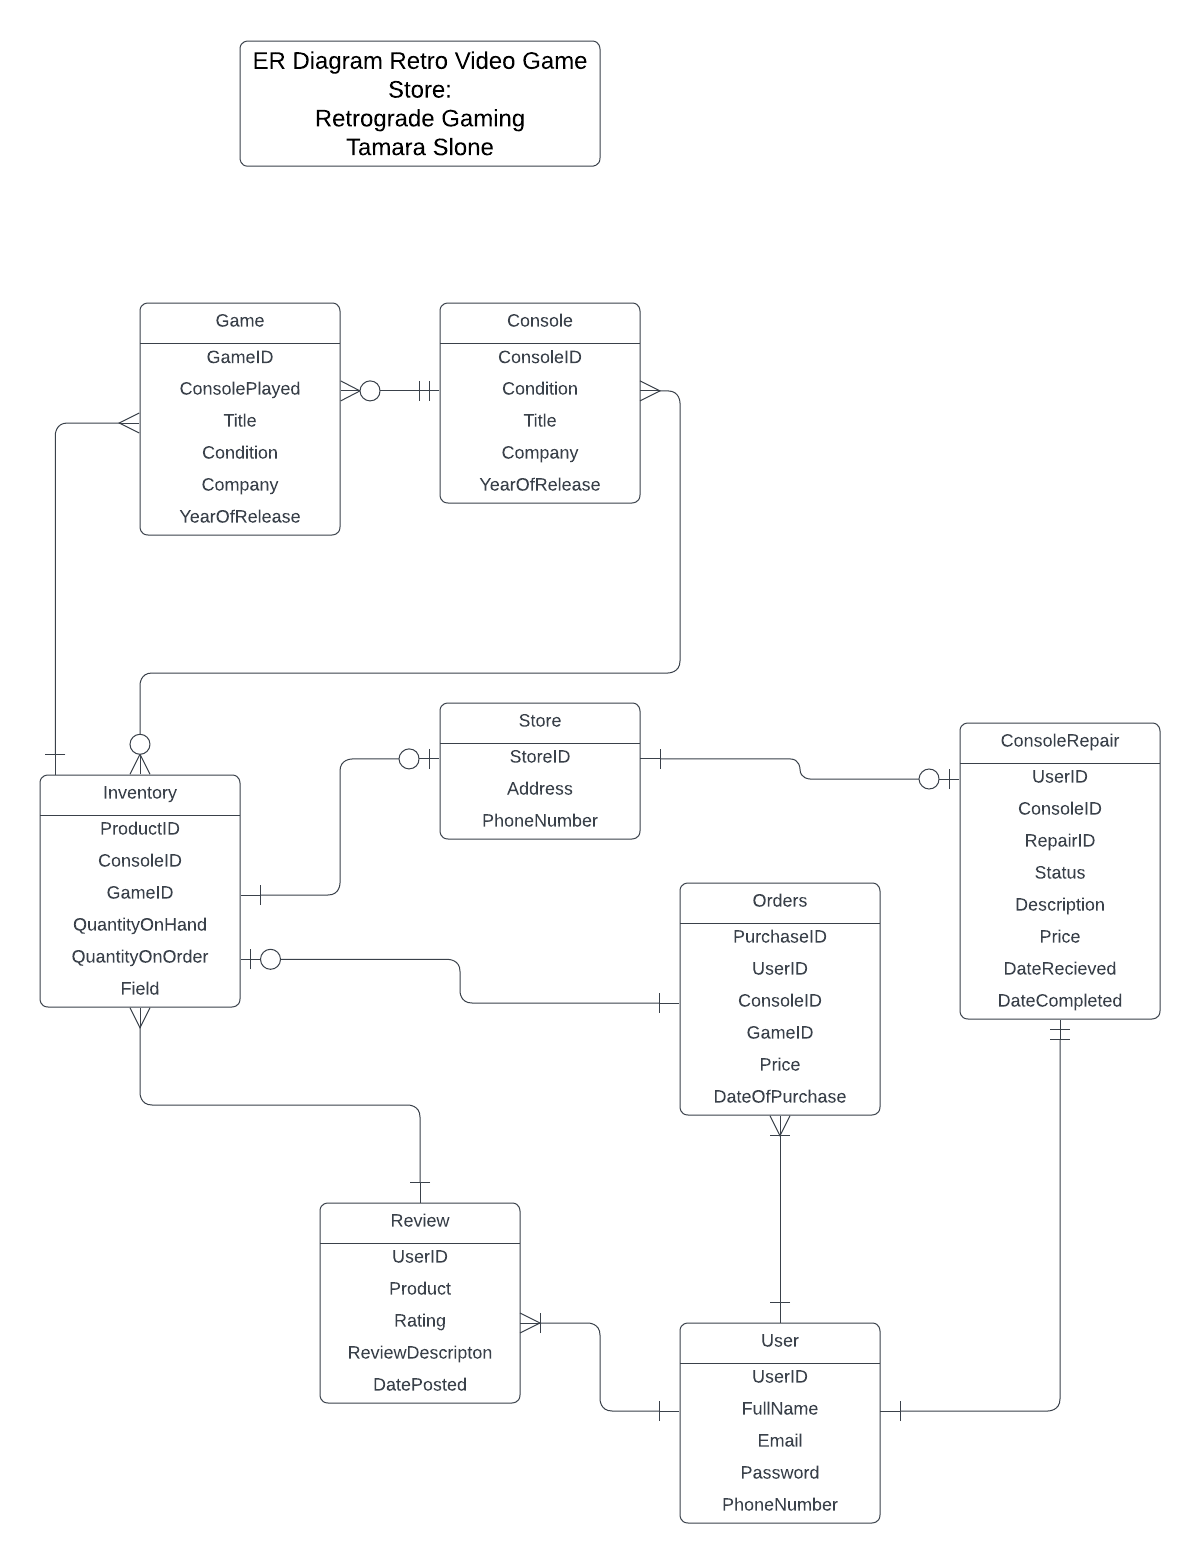 ER Diagram Retro Video Game
Store:
Retrograde Gaming
Tamara Slone
Game
GameID
ConsolePlayed
Title
Condition
Company
YearOfRelease
Console
ConsoleID
Condition
Title
Company
YearOfRelease
Store
StoreID
Address
PhoneNumber
ConsoleRepair
UserID
ConsoleID
RepairID
Status
Description
Price
DateRecieved
DateCompleted
Inventory
ProductID
ConsoleID
GameID
QuantityOnHand
QuantityOnOrder
Field
Orders
PurchaseID
UserID
ConsoleID
GameID
Price
DateOfPurchase
Review
UserID
Product
Rating
ReviewDescripton
DatePosted
User
UserID
FullName
Email
Password
PhoneNumber